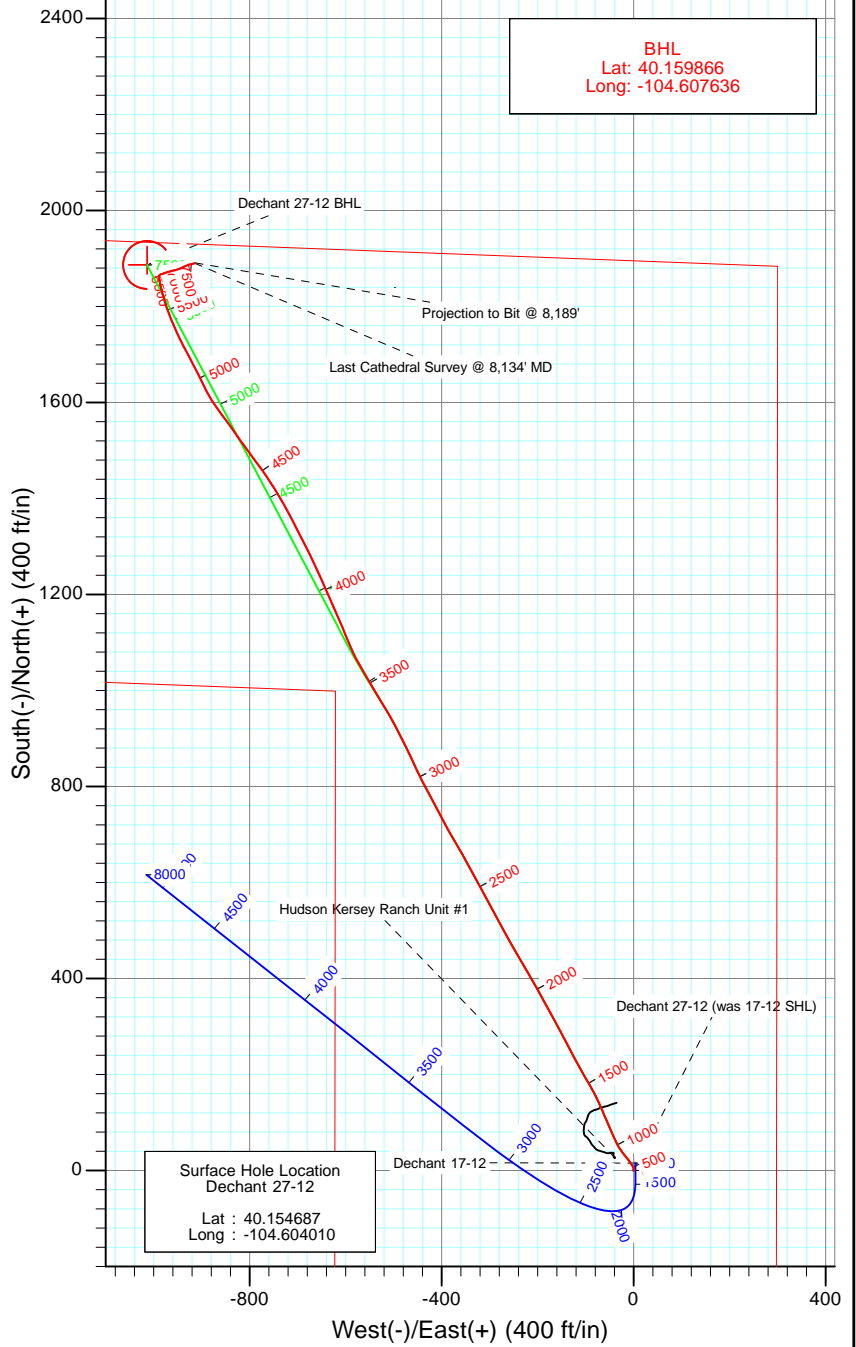 2400
BHL
Lat: 40.159866
Long: -104.607636
2000
Dechant 27-12 BHL
7500
7000
5500
Projection to Bit @ 8,189'
Last Cathedral Survey @ 8,134' MD
5000
5000
1600
4500
4500
4000
1200
3500
3000
800
8000
4500
2500
Hudson Kersey Ranch Unit #1
4000
2000
400
Dechant 27-12 (was 17-12 SHL)
3500
1500
3000
1000
Dechant 17-12
500
0
2500
1500
2000
Surface Hole Location
Dechant 27-12
Lat : 40.154687
Long : -104.604010
-800
-400
0
400
South(-)/North(+) (400 ft/in)
West(-)/East(+) (400 ft/in)